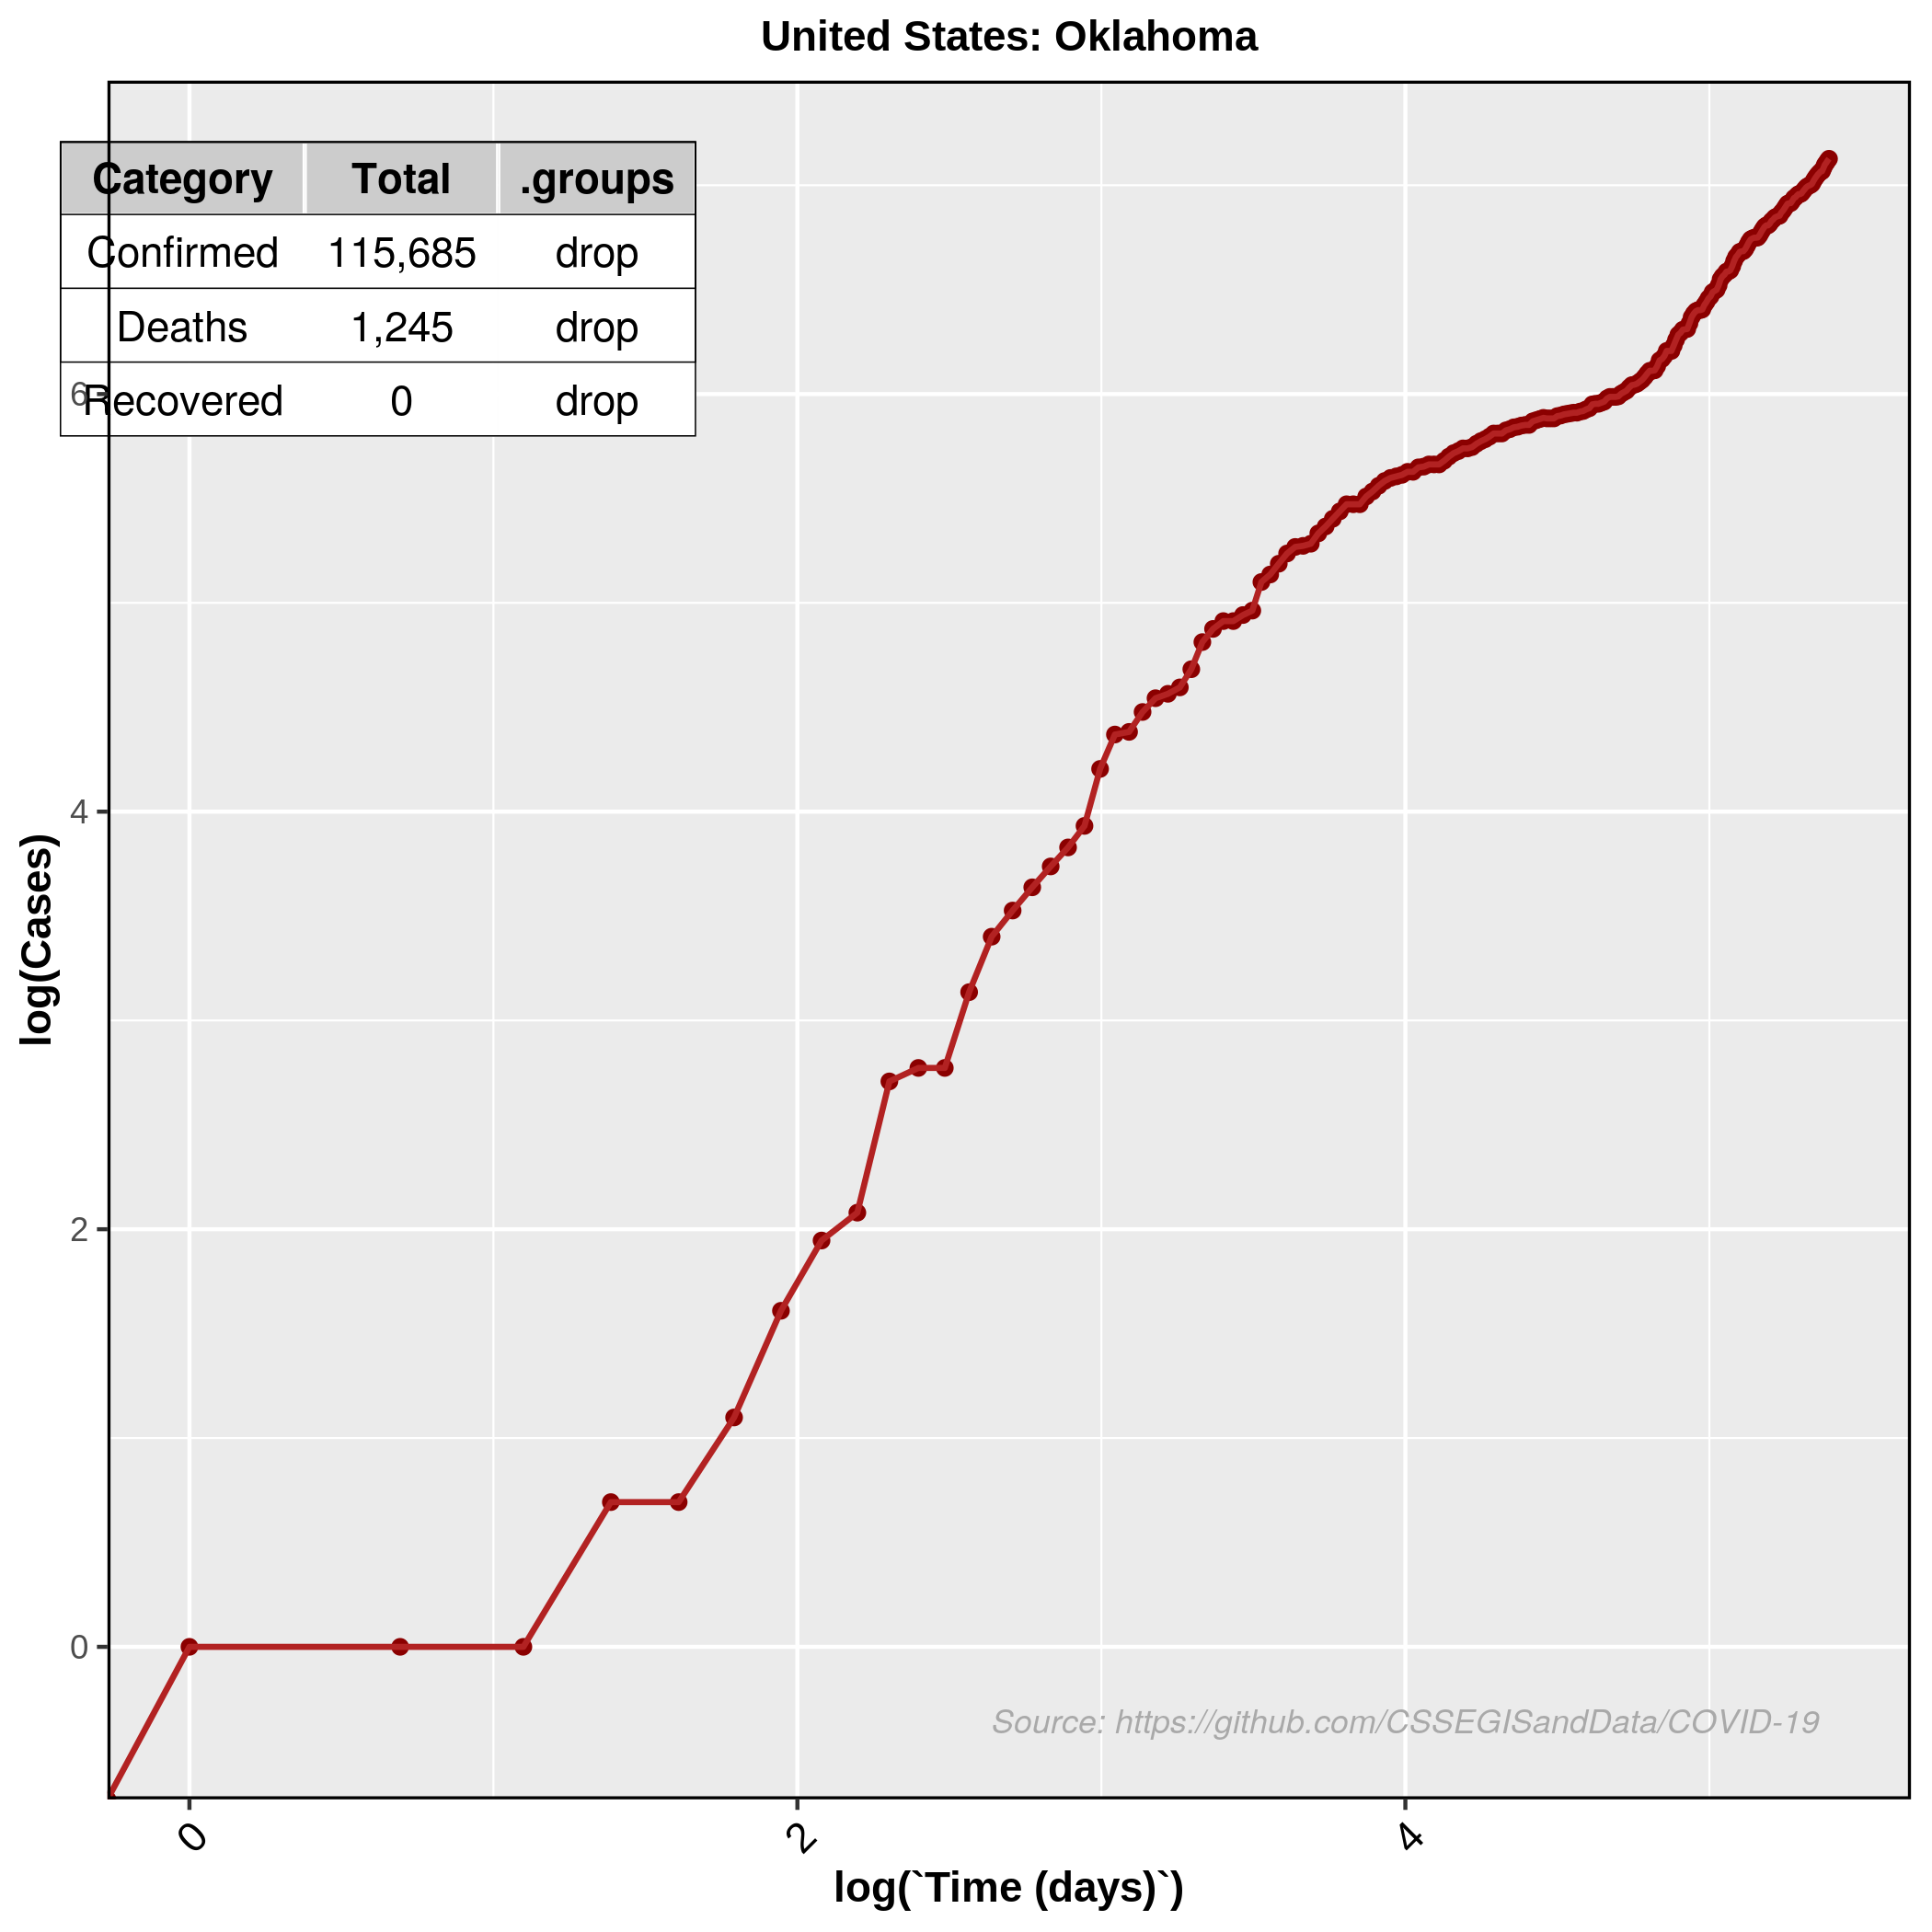 United States: Oklahoma
Category Total .groups
Confirmed 115,685 drop
Deaths 1,245 drop
Recovered 0 drop
6
4
2
0
log(Cases)
Source: https://github.com/CSSEGISandData/COVID-19
0 2 4
log(`Time (days)`)